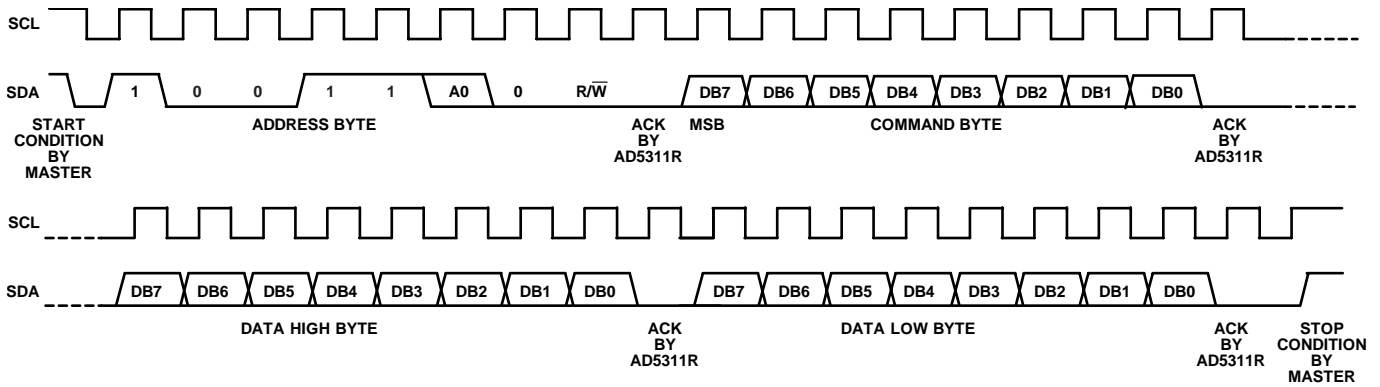 SCL
SDA 1 0 0 1 1 A0 0 R/W̅ DB7 DB6 DB5 DB4 DB3 DB2 DB1 DB0
START CONDITION BY MASTER
ADDRESS BYTE
ACK BY AD5311R
MSB
COMMAND BYTE
ACK BY AD5311R
SCL
SDA DB7 DB6 DB5 DB4 DB3 DB2 DB1 DB0 DB7 DB6 DB5 DB4 DB3 DB2 DB1 DB0
DATA HIGH BYTE
ACK BY AD5311R
DATA LOW BYTE
ACK BY AD5311R
STOP CONDITION BY MASTER